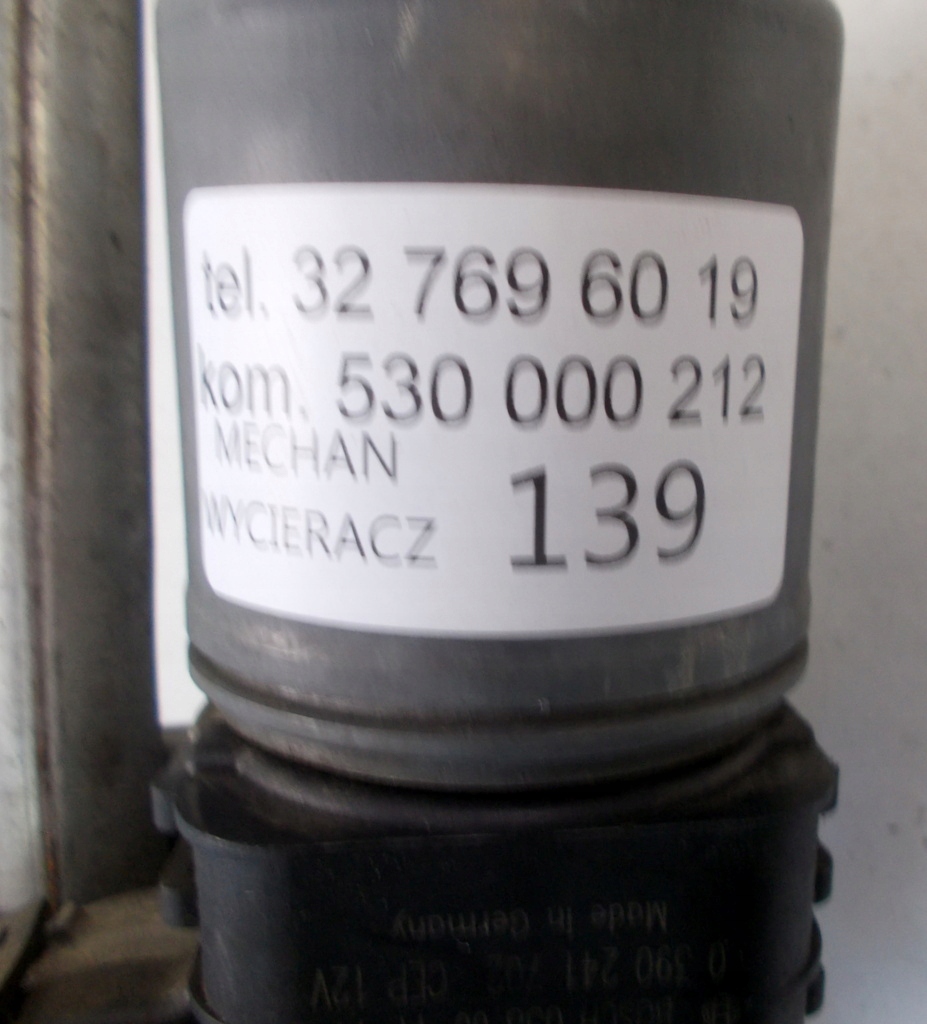 tel. 32 769 60 19
kom. 530 000 212
MECHAN
WYCIERACZ 139
Made in Germany
0 390 241 702 CEP 12V